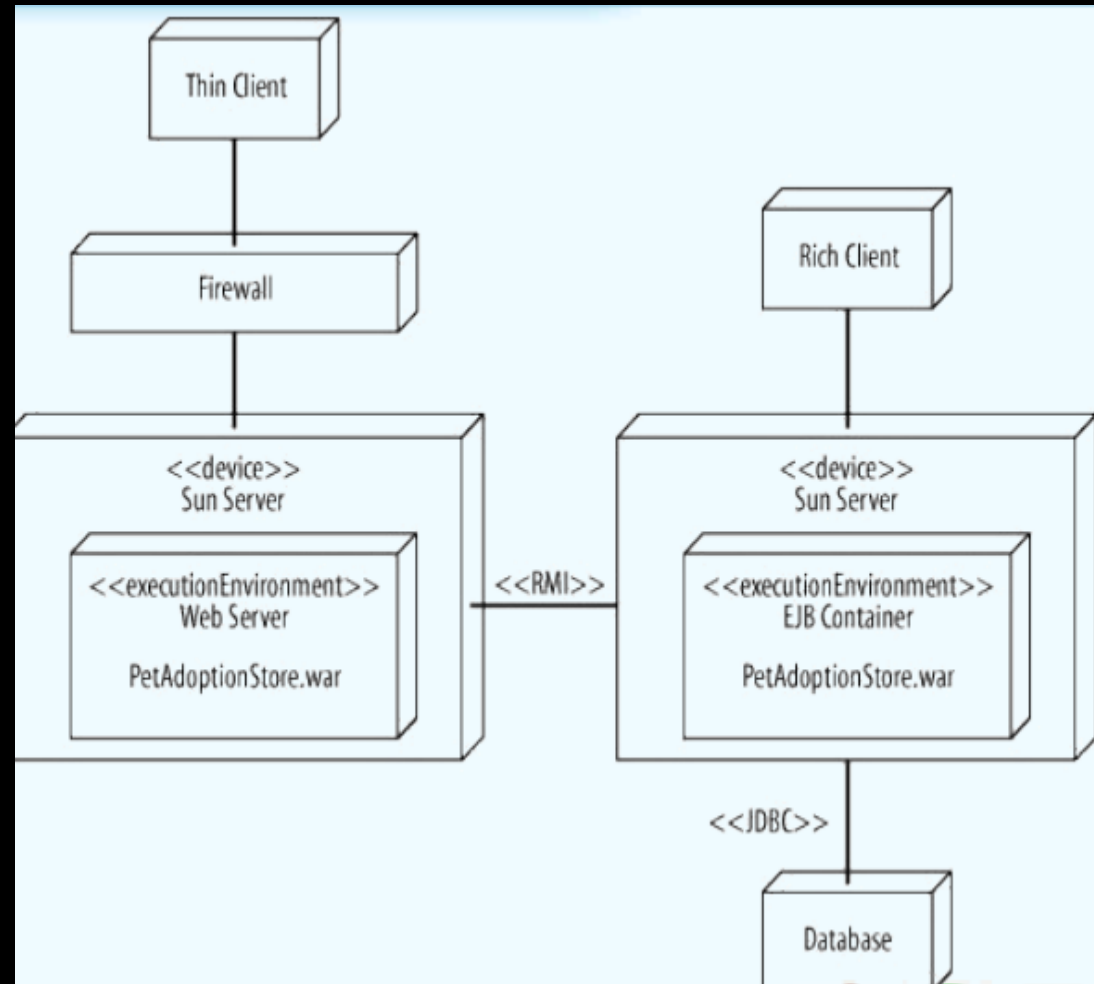 Thin Client
Firewall
Rich Client
<<device>>
Sun Server
<<executionEnvironment>>
Web Server
PetAdoptionStore.war
<<RMI>>
<<device>>
Sun Server
<<executionEnvironment>>
EJB Container
PetAdoptionStore.war
<<JDBC>>
Database